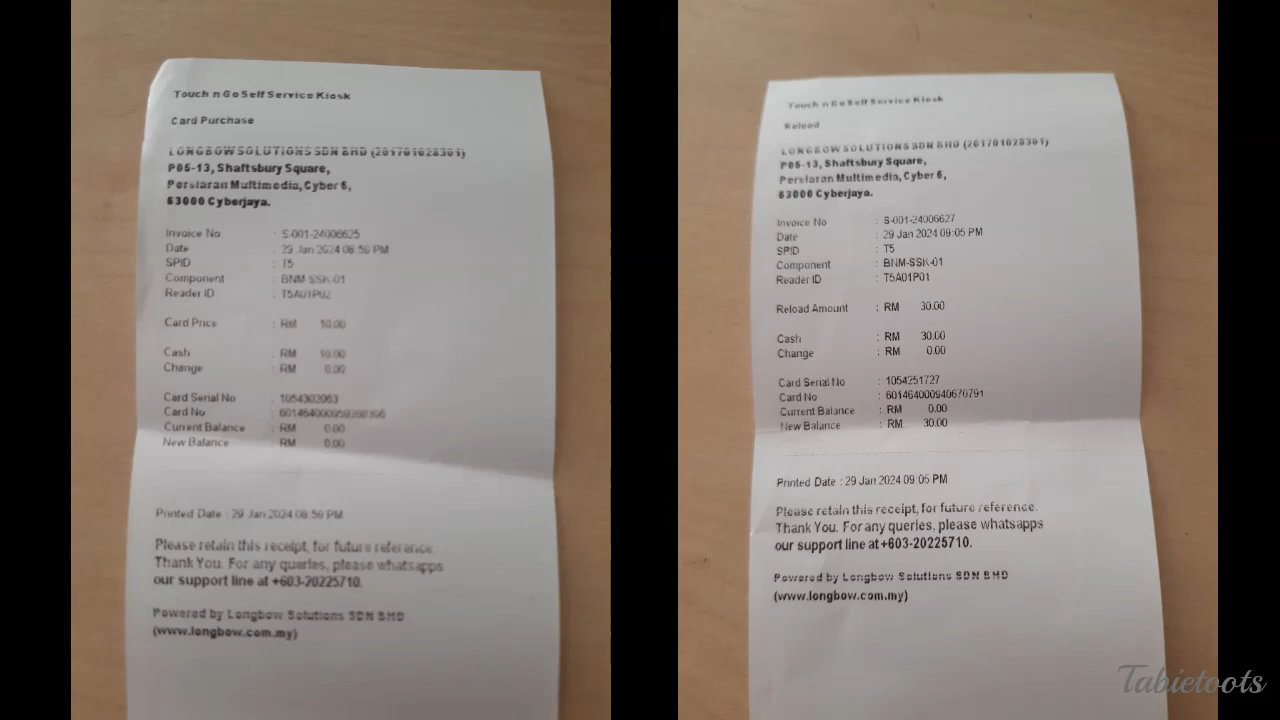 Touch n Go Self Service Kiosk
Card Purchase
LONGBOW SOLUTIONS SDN BHD (201701028301)
P05-13, Shaftsbury Square,
Persiaran Multimedia, Cyber 6,
63000 Cyberjaya.
Invoice No : S-001-24006625
Date : 29 Jan 2024 08:59 PM
SPID : T5
Component : BNM-SSK-01
Reader ID : T5A01P02
Card Price : RM 10.00
Cash : RM 10.00
Change : RM 0.00
Card Serial No : 1054302063
Card No :
Current Balance : RM 0.00
New Balance : RM 0.00
Printed Date : 29 Jan 2024 08:59 PM
Please retain this receipt, for future reference.
Thank You. For any queries, please whatsapps
our support line at +603-20225710.
Powered by Longbow Solutions SDN BHD
(www.longbow.com.my)
Touch n Go Self Service Kiosk
Reload
LONGBOW SOLUTIONS SDN BHD (201701028301)
P05-13, Shaftsbury Square,
Persiaran Multimedia, Cyber 6,
63000 Cyberjaya.
Invoice No : S-001-24006627
Date : 29 Jan 2024 09:05 PM
SPID : T5
Component : BNM-SSK-01
Reader ID : T5A01P01
Reload Amount : RM 30.00
Cash : RM 30.00
Change : RM 0.00
Card Serial No : 1054251727
Card No : 601464000940670791
Current Balance : RM 0.00
New Balance : RM 30.00
Printed Date : 29 Jan 2024 09:05 PM
Please retain this receipt, for future reference.
Thank You. For any queries, please whatsapps
our support line at +603-20225710.
Powered by Longbow Solutions SDN BHD
(www.longbow.com.my)
Tabietoots